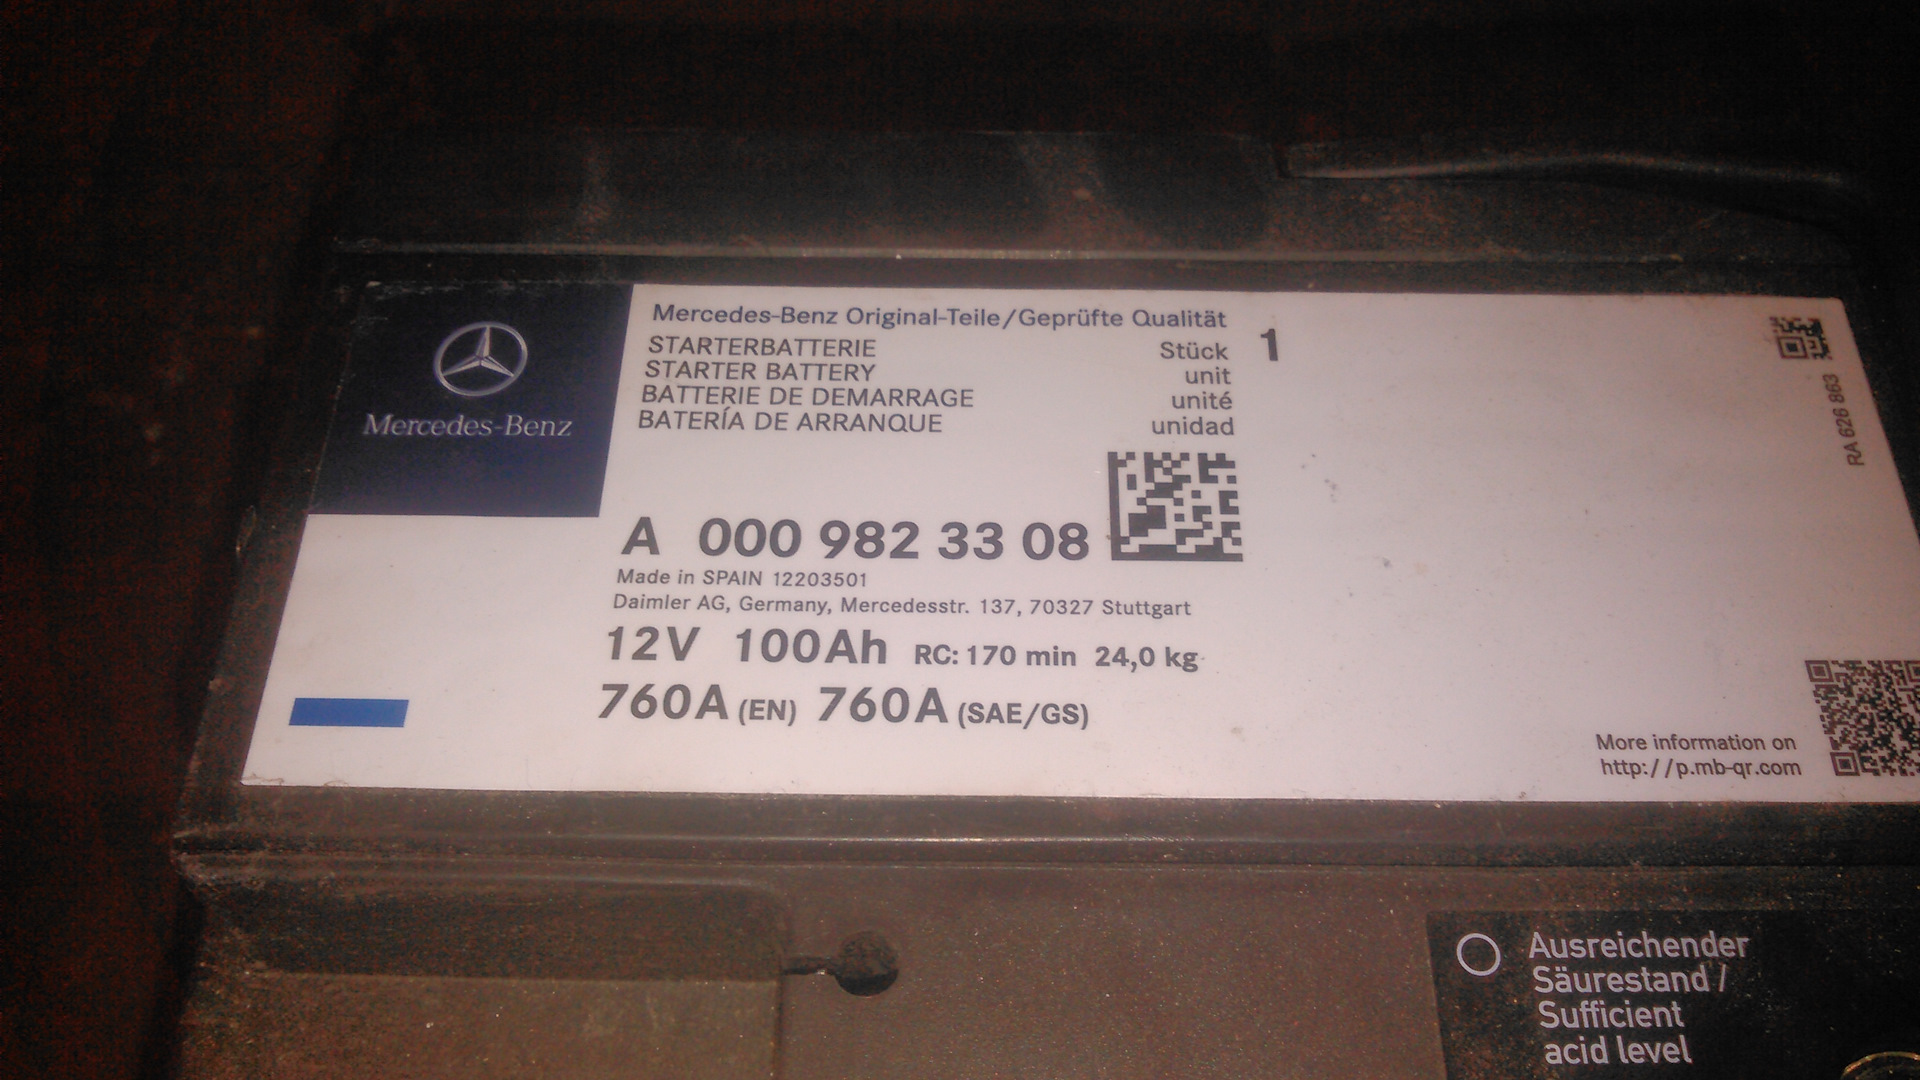 Mercedes-Benz
Mercedes-Benz Original-Teile/Geprüfte Qualität
STARTERBATTERIE Stück 1
STARTER BATTERY unit
BATTERIE DE DEMARRAGE unité
BATERÍA DE ARRANQUE unidad
RA 626 863
A 000 982 33 08
Made in SPAIN 12203501
Daimler AG, Germany, Mercedesstr. 137, 70327 Stuttgart
12V 100Ah RC: 170 min 24,0 kg
760A (EN) 760A (SAE/GS)
More information on
http://p.mb-qr.com
Ausreichender
Säurestand /
Sufficient
acid level